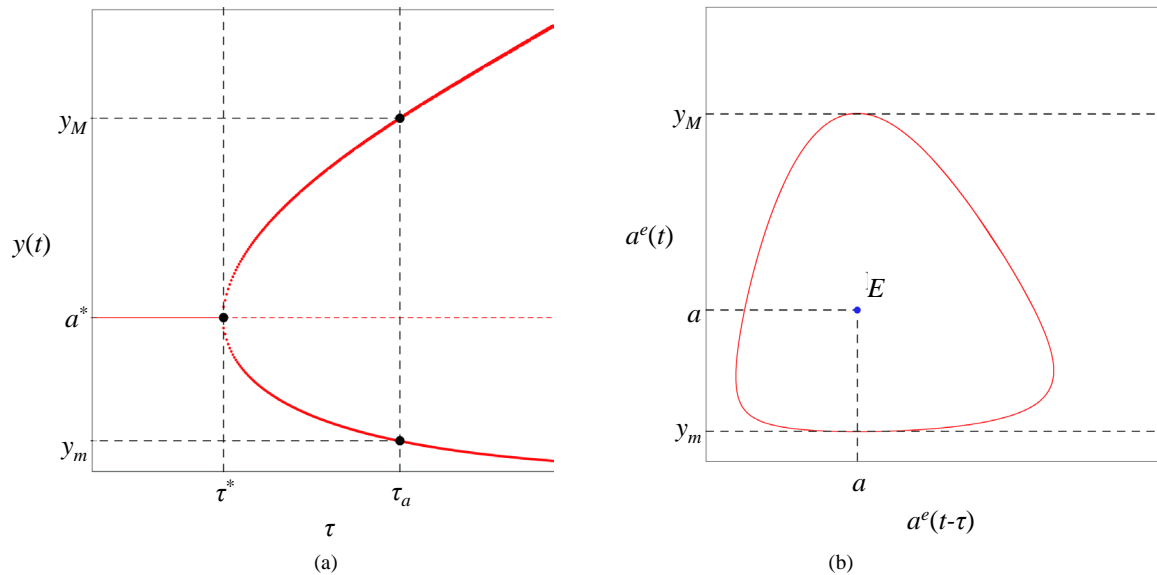 y_M
y(t)
a^*
y_m
τ^*
τ_a
τ
(a)
y_M
a^e(t)
E
a
y_m
a
a^e(t-τ)
(b)